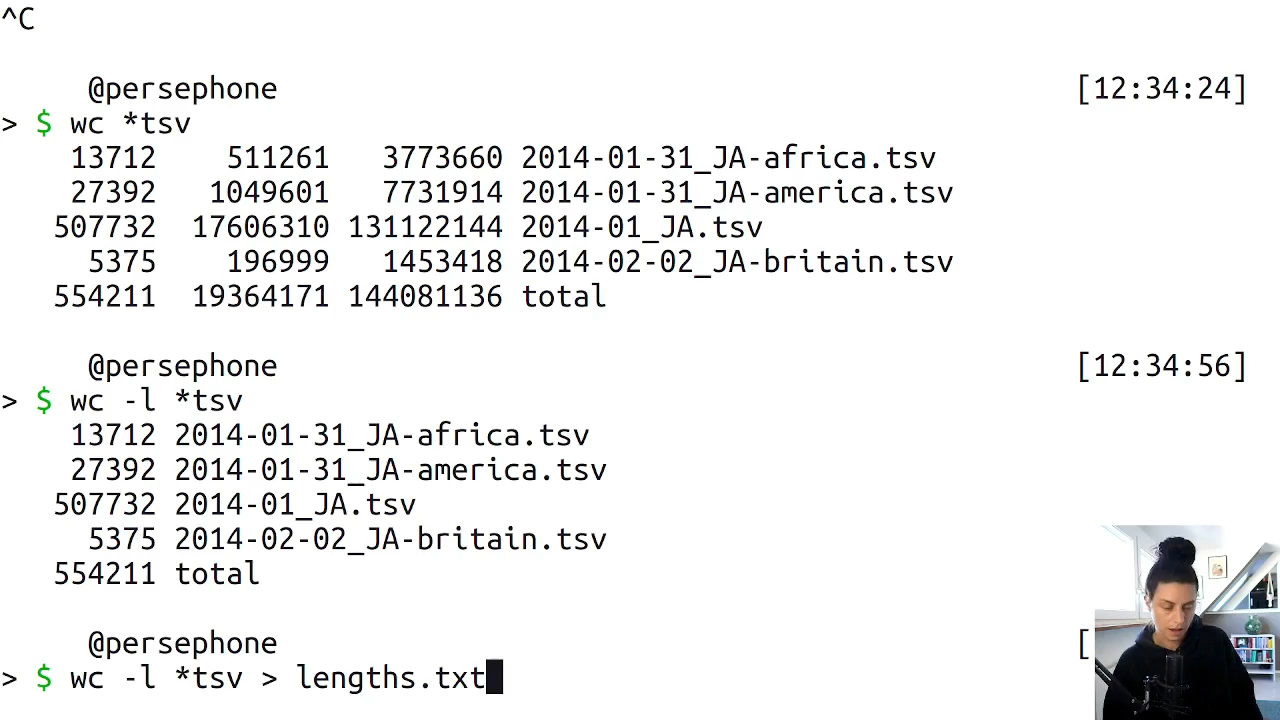 ^C
@persephone [12:34:24]
> $ wc *tsv
13712 511261 3773660 2014-01-31_JA-africa.tsv
27392 1049601 7731914 2014-01-31_JA-america.tsv
507732 17606310 131122144 2014-01_JA.tsv
5375 196999 1453418 2014-02-02_JA-britain.tsv
554211 19364171 144081136 total
@persephone [12:34:56]
> $ wc -l *tsv
13712 2014-01-31_JA-africa.tsv
27392 2014-01-31_JA-america.tsv
507732 2014-01_JA.tsv
5375 2014-02-02_JA-britain.tsv
554211 total
@persephone [
> $ wc -l *tsv > lengths.txt